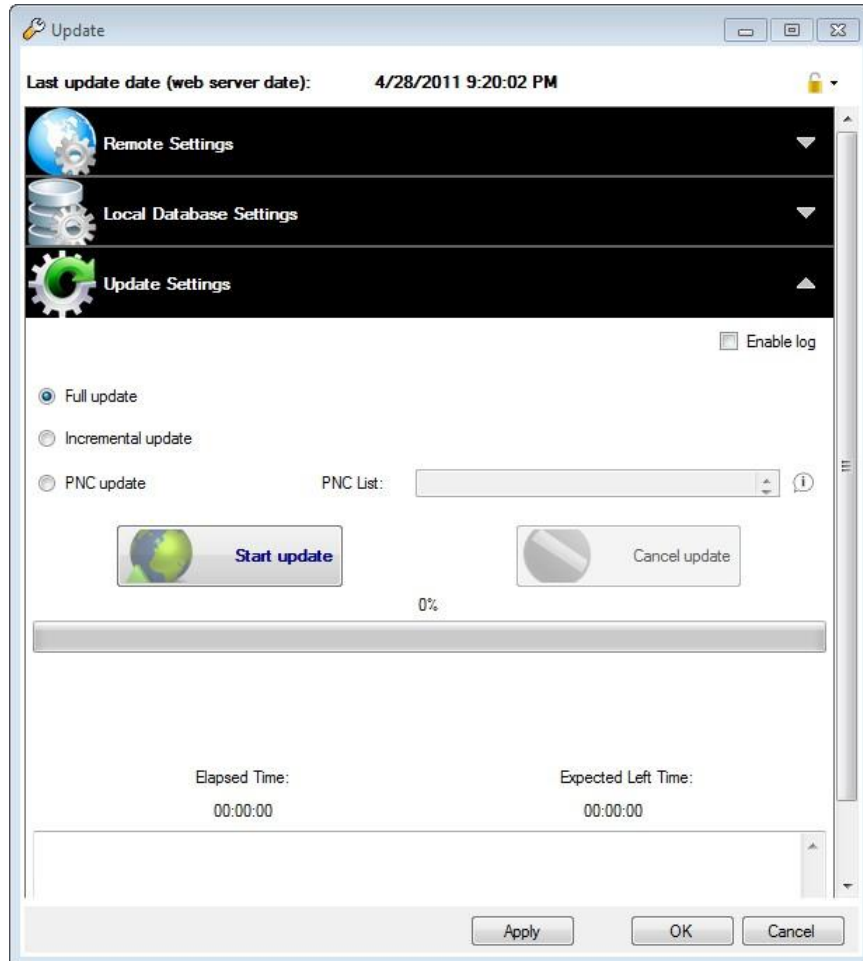 Update
Last update date (web server date): 4/28/2011 9:20:02 PM
Remote Settings
Local Database Settings
Update Settings
Enable log
Full update
Incremental update
PNC update PNC List:
Start update Cancel update
0%
Elapsed Time: Expected Left Time:
00:00:00 00:00:00
Apply OK Cancel